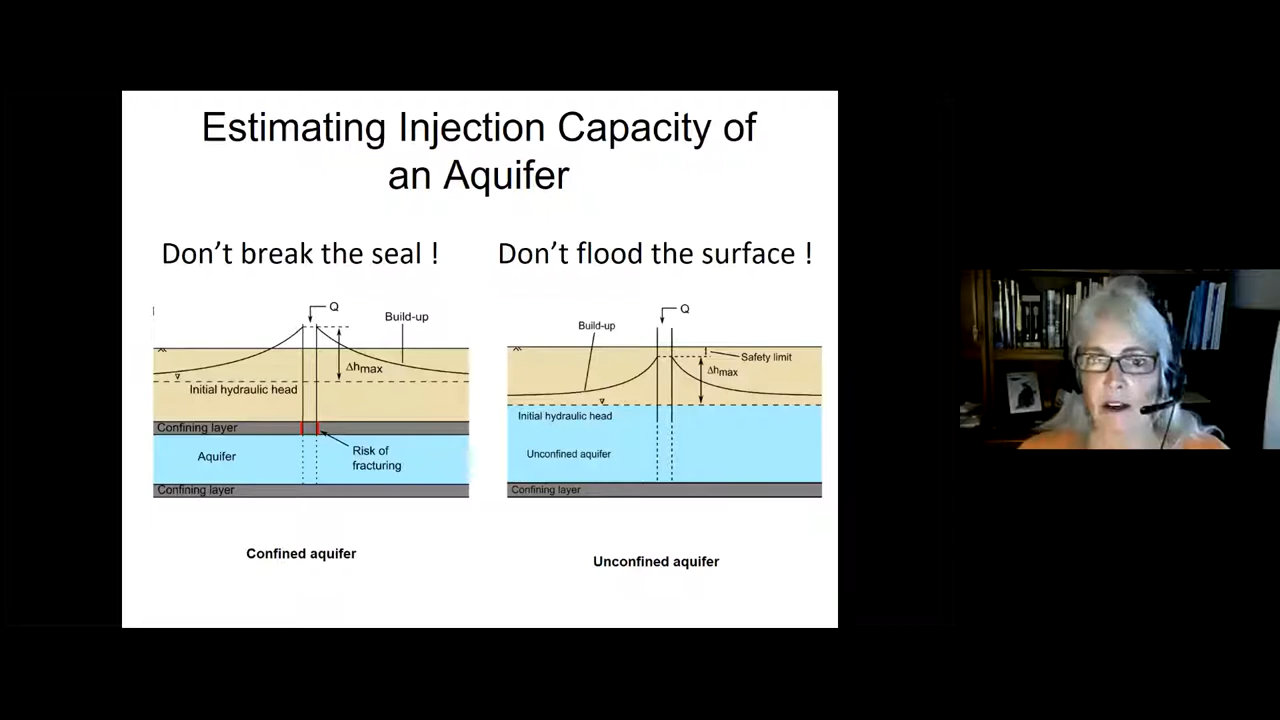 Estimating Injection Capacity of
an Aquifer
Don't break the seal !
Don't flood the surface !
Q
Build-up
Δhmax
Initial hydraulic head
Confining layer
Aquifer
Risk of
fracturing
Confining layer
Confined aquifer
Q
Build-up
Safety limit
Δhmax
Initial hydraulic head
Unconfined aquifer
Confining layer
Unconfined aquifer